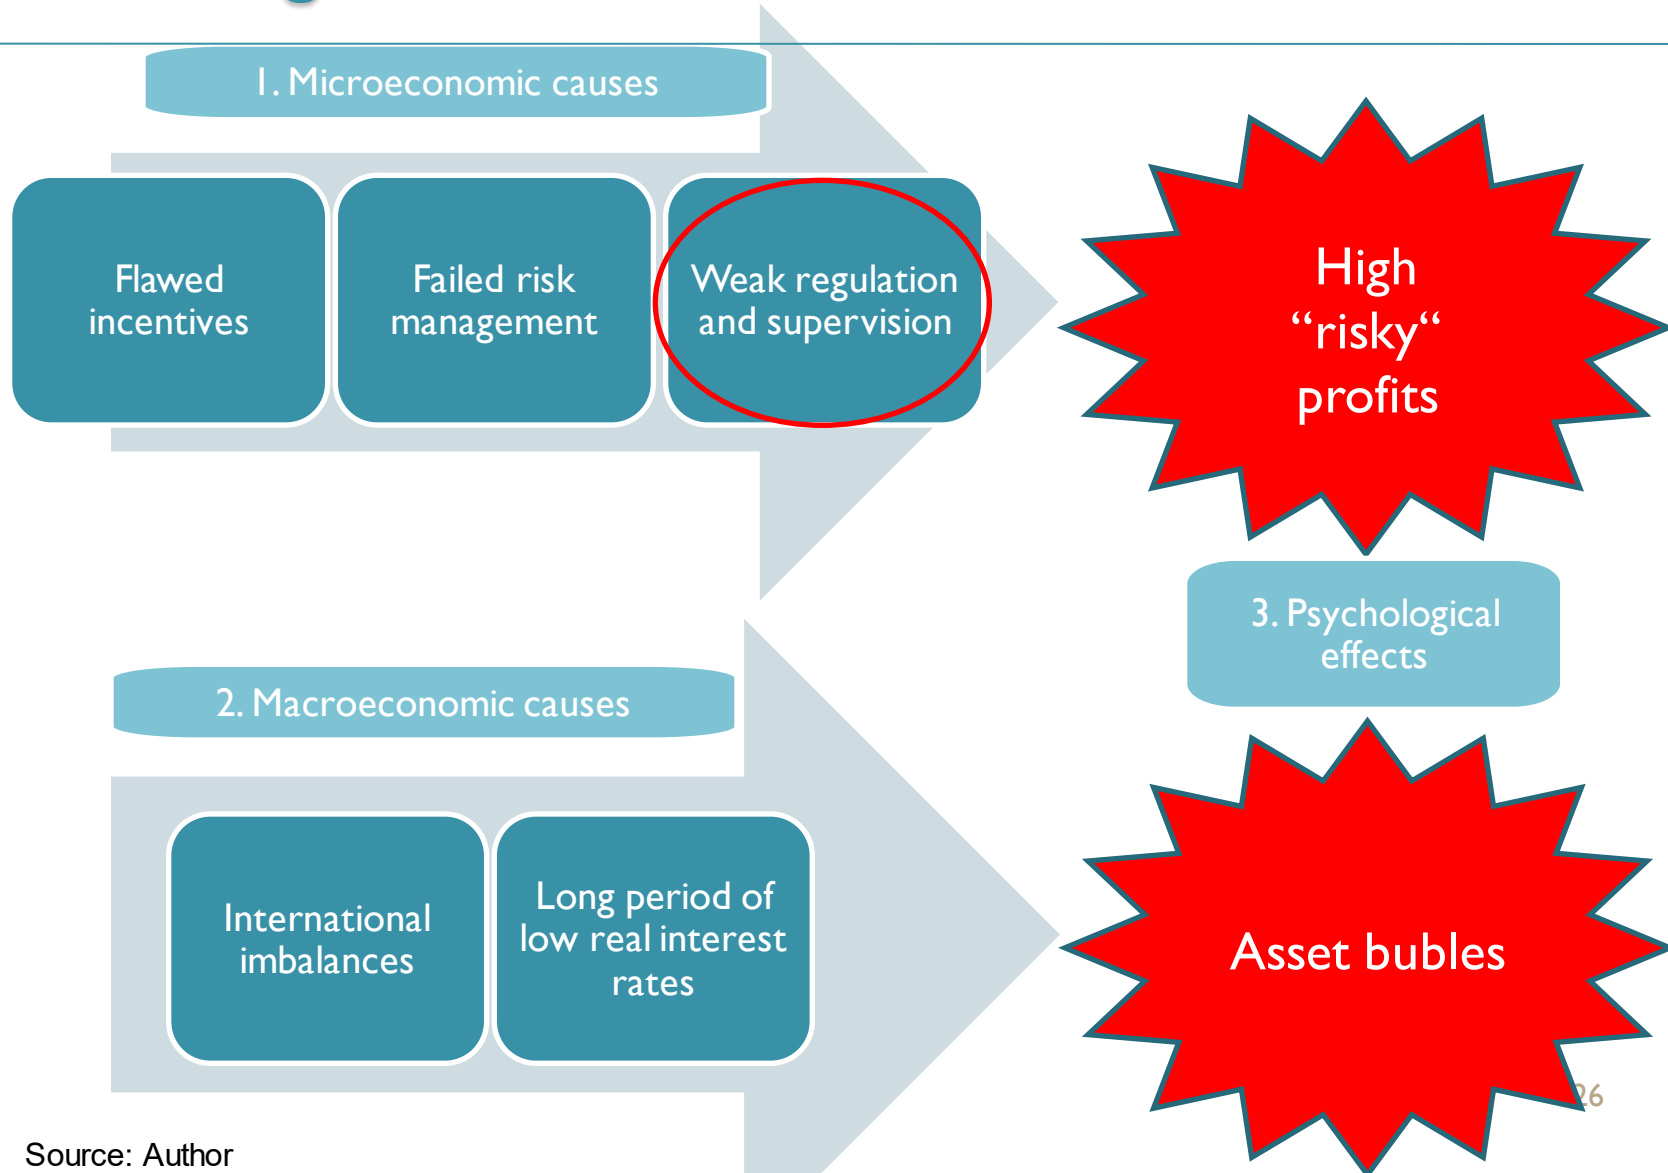 1. Microeconomic causes
Flawed
incentives
Failed risk
management
Weak regulation
and supervision
High
“risky“
profits
3. Psychological
effects
2. Macroeconomic causes
International
imbalances
Long period of
low real interest
rates
Asset bubles
26
Source: Author